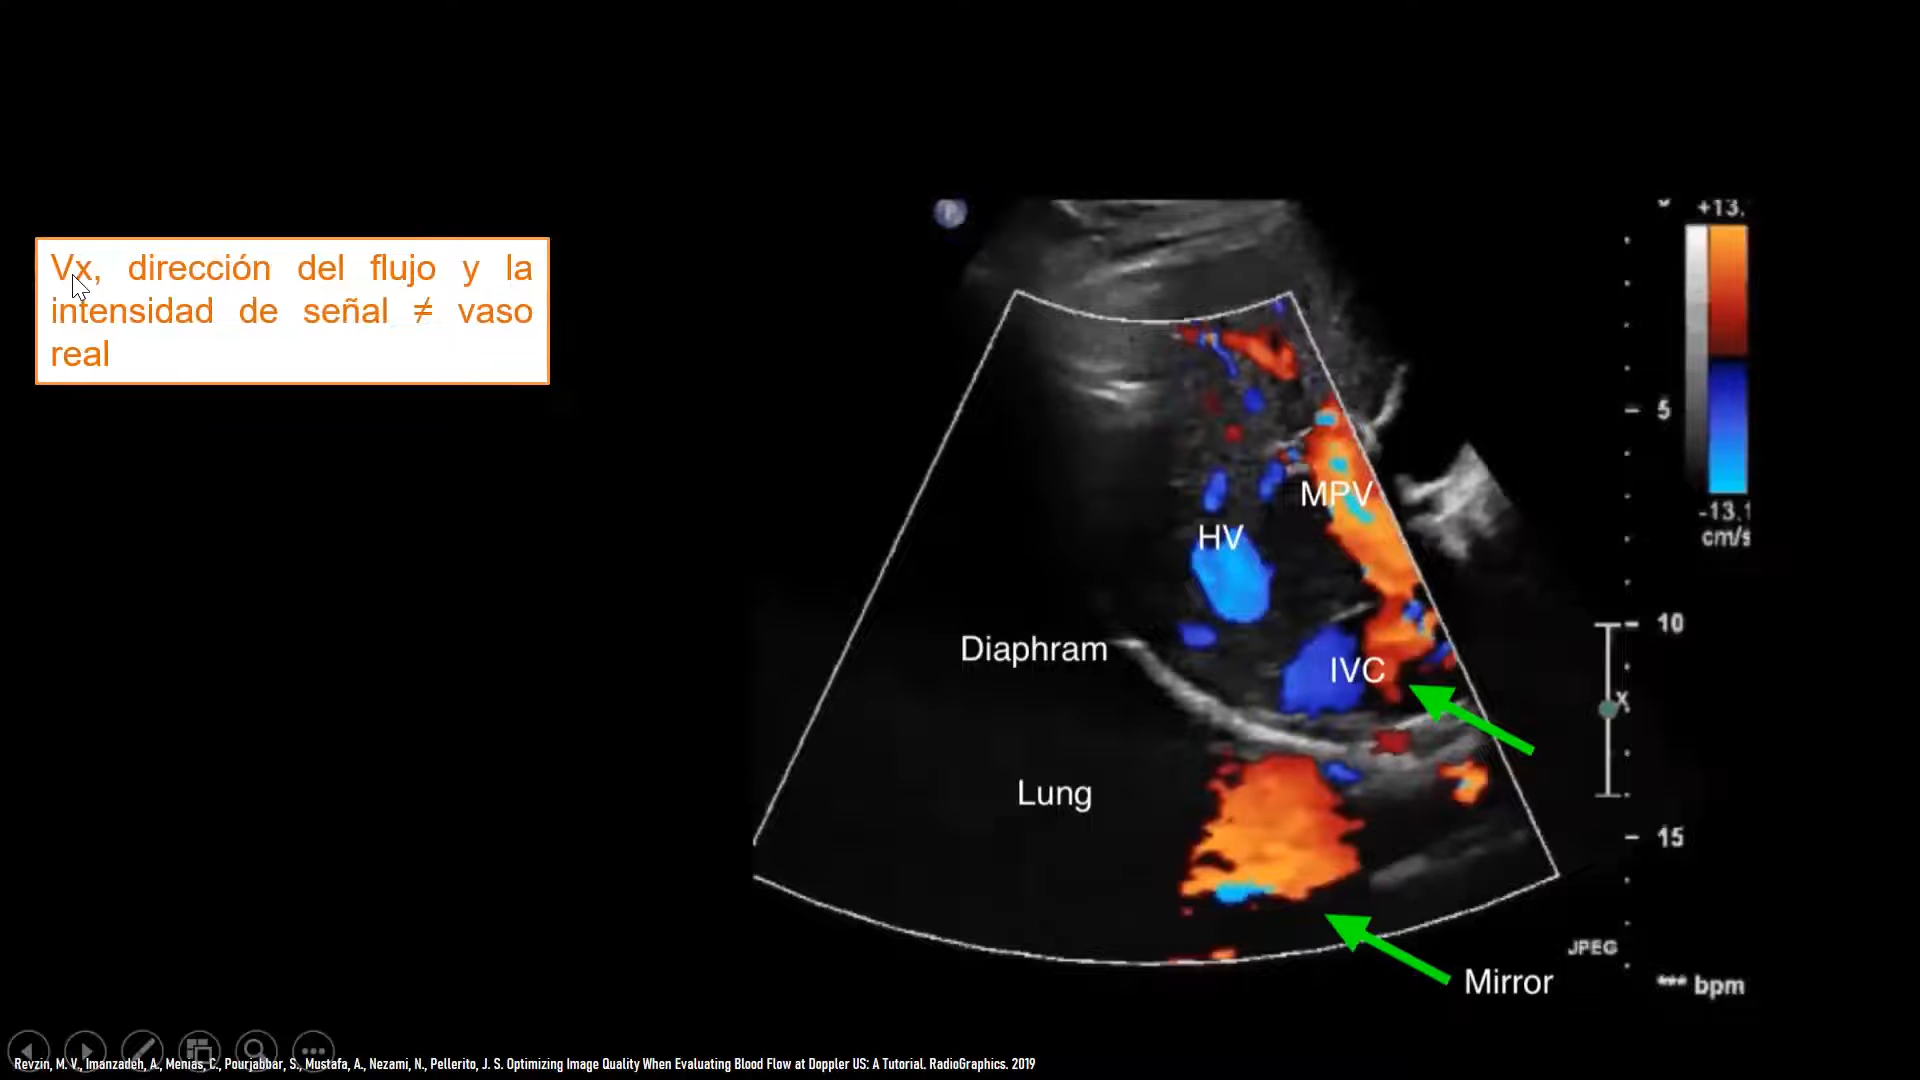 Vx, dirección del flujo y la
intensidad de señal ≠ vaso
real
P
+13.
5
-13.1
cm/s
MPV
HV
10
Diaphram
IVC
x
Lung
15
JPEG
Mirror
*** bpm
Revzin, M. V., Imanzadeh, A., Menias, C., Pourjabbar, S., Mustafa, A., Nezami, N., Pellerito, J. S. Optimizing Image Quality When Evaluating Blood Flow at Doppler US: A Tutorial. RadioGraphics. 2019